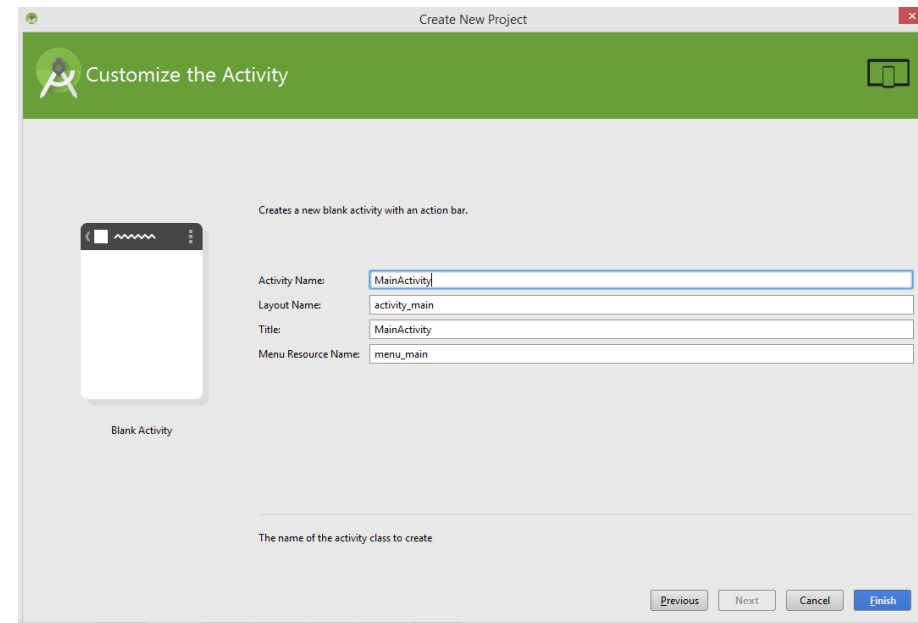 Create New Project
Customize the Activity
Creates a new blank activity with an action bar.
Activity Name: MainActivity
Layout Name: activity_main
Title: MainActivity
Menu Resource Name: menu_main
Blank Activity
The name of the activity class to create
Previous Next Cancel Finish